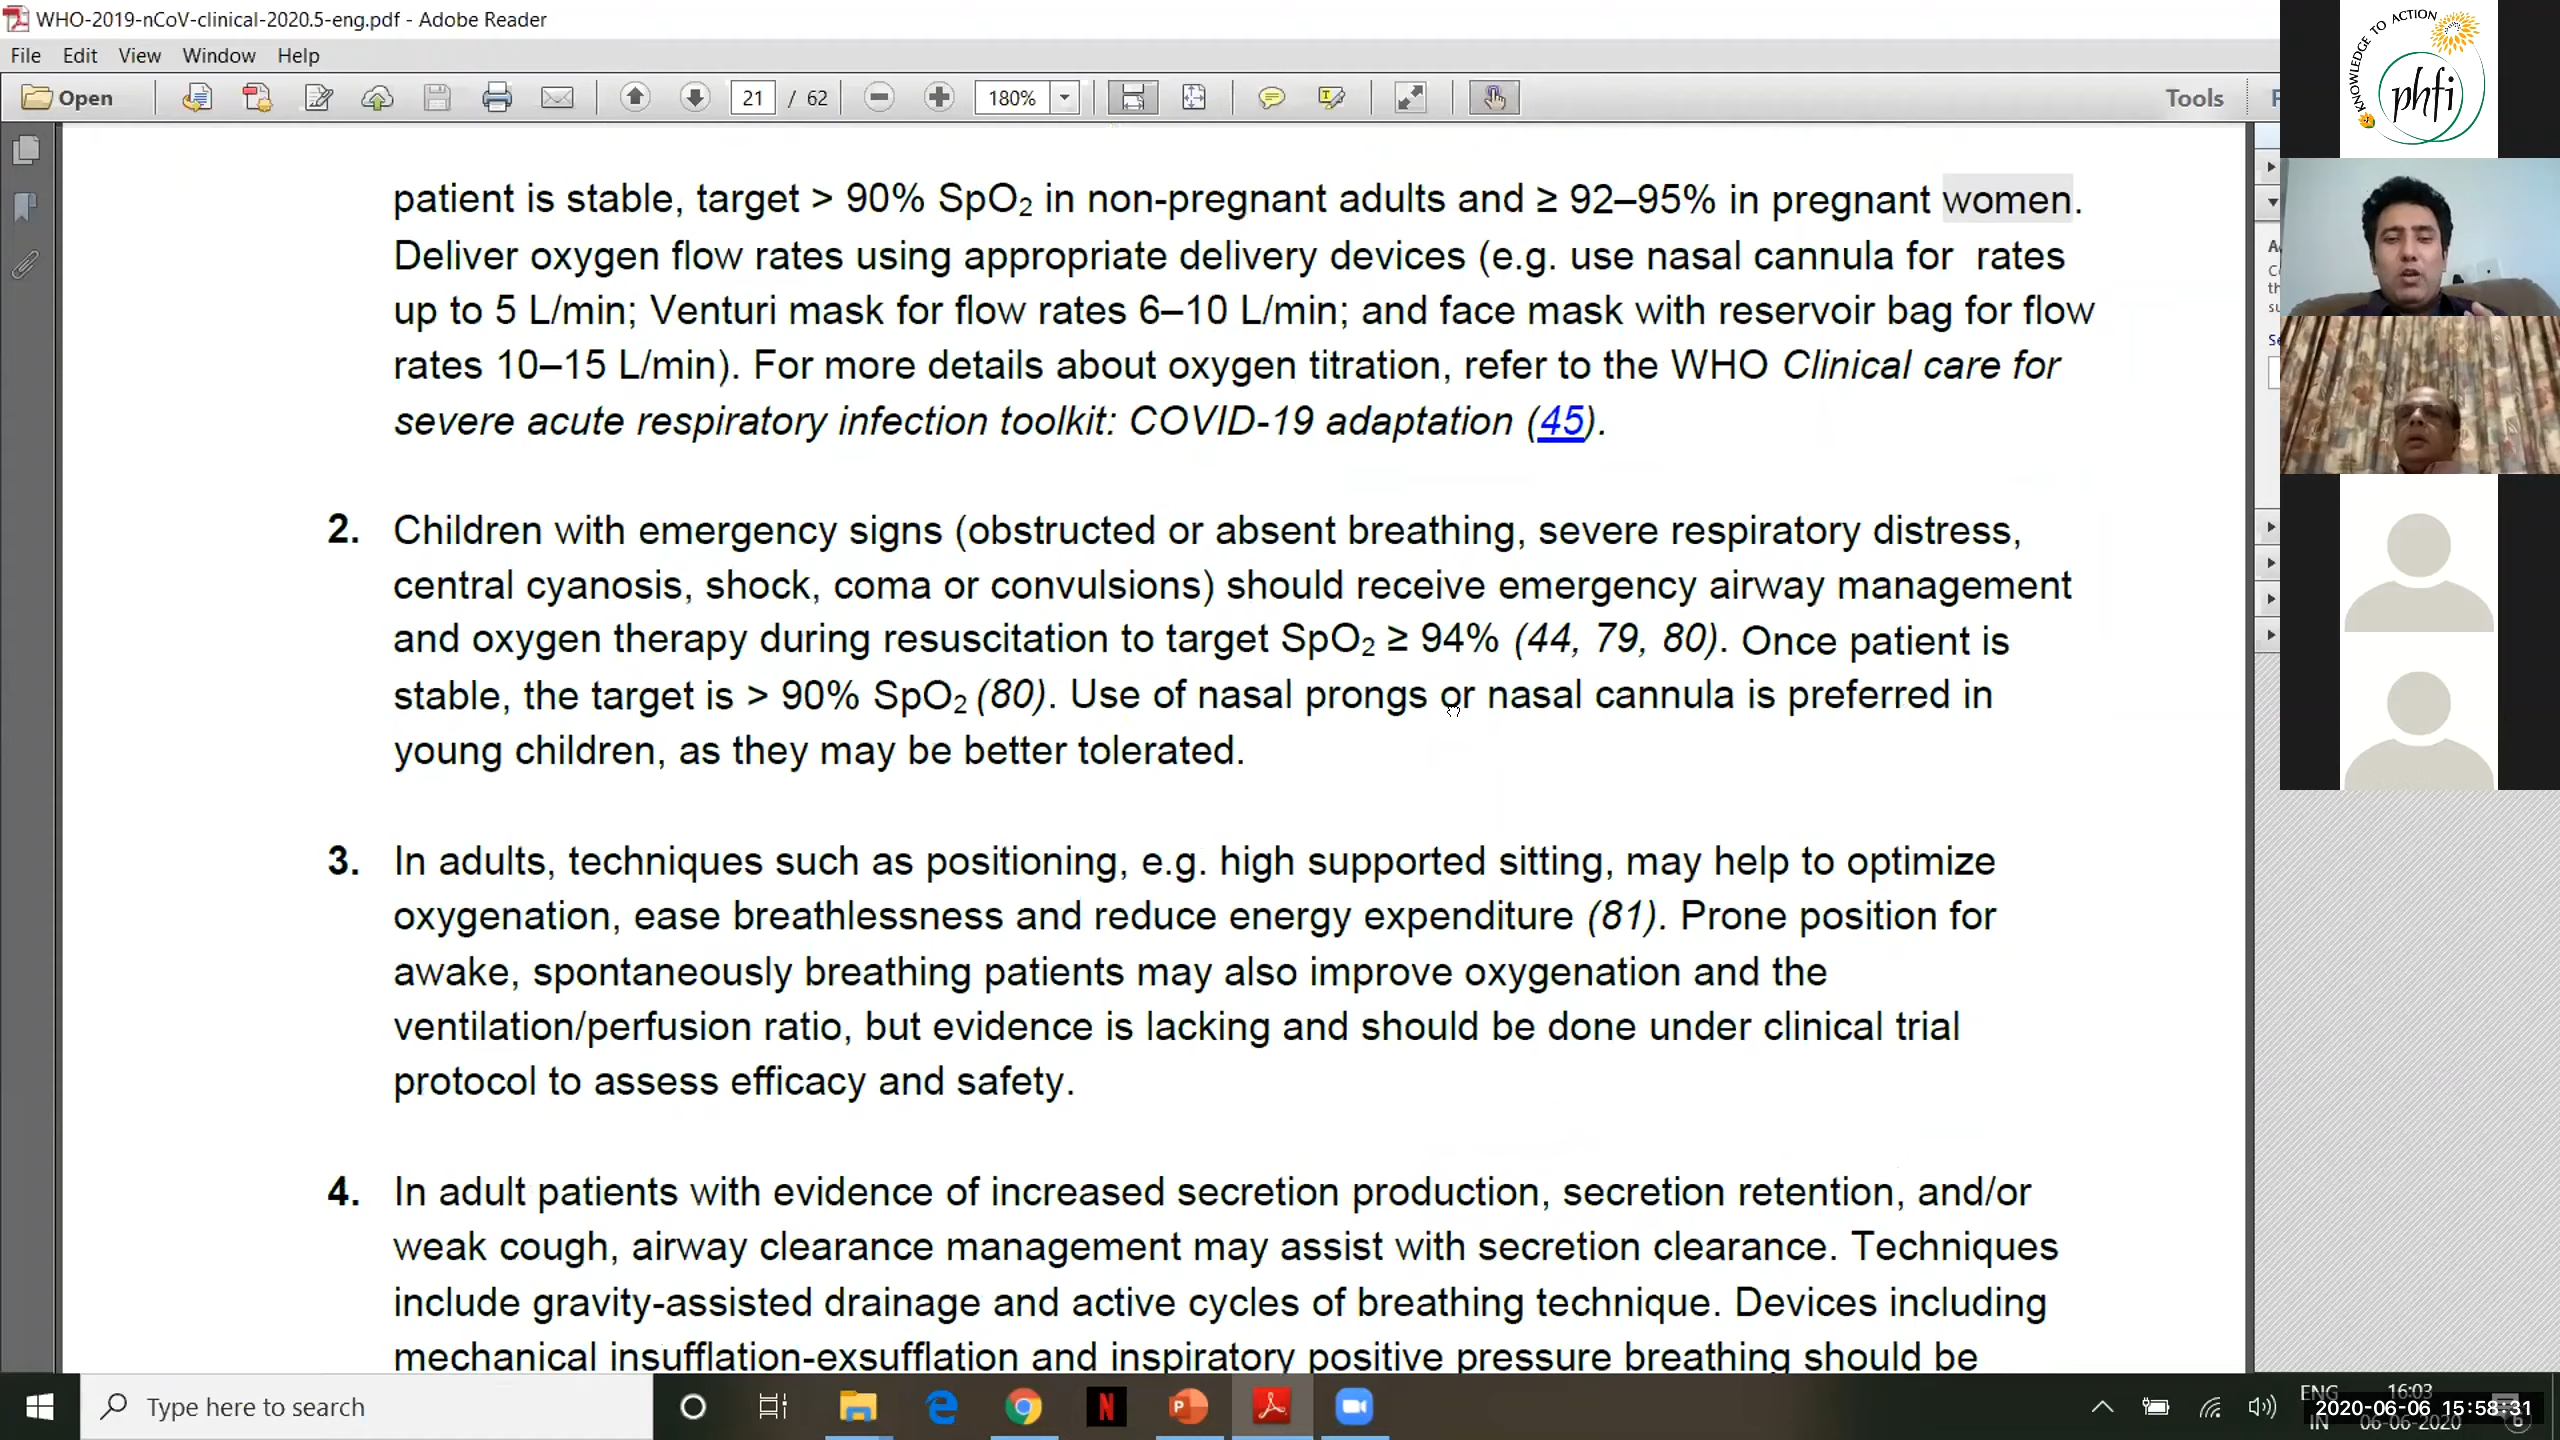 WHO-2019-nCoV-clinical-2020.5-eng.pdf - Adobe Reader
File Edit View Window Help
Open 21 / 62 180% Tools
KNOWLEDGE TO ACTION
phfi
patient is stable, target > 90% SpO₂ in non-pregnant adults and ≥ 92–95% in pregnant women.
Deliver oxygen flow rates using appropriate delivery devices (e.g. use nasal cannula for rates
up to 5 L/min; Venturi mask for flow rates 6–10 L/min; and face mask with reservoir bag for flow
rates 10–15 L/min). For more details about oxygen titration, refer to the WHO Clinical care for
severe acute respiratory infection toolkit: COVID-19 adaptation (45).
2. Children with emergency signs (obstructed or absent breathing, severe respiratory distress,
central cyanosis, shock, coma or convulsions) should receive emergency airway management
and oxygen therapy during resuscitation to target SpO₂ ≥ 94% (44, 79, 80). Once patient is
stable, the target is > 90% SpO₂ (80). Use of nasal prongs or nasal cannula is preferred in
young children, as they may be better tolerated.
3. In adults, techniques such as positioning, e.g. high supported sitting, may help to optimize
oxygenation, ease breathlessness and reduce energy expenditure (81). Prone position for
awake, spontaneously breathing patients may also improve oxygenation and the
ventilation/perfusion ratio, but evidence is lacking and should be done under clinical trial
protocol to assess efficacy and safety.
4. In adult patients with evidence of increased secretion production, secretion retention, and/or
weak cough, airway clearance management may assist with secretion clearance. Techniques
include gravity-assisted drainage and active cycles of breathing technique. Devices including
mechanical insufflation-exsufflation and inspiratory positive pressure breathing should be
Type here to search
ENG 16:03
2020-06-06 15:58:31
IN 06-06-2020